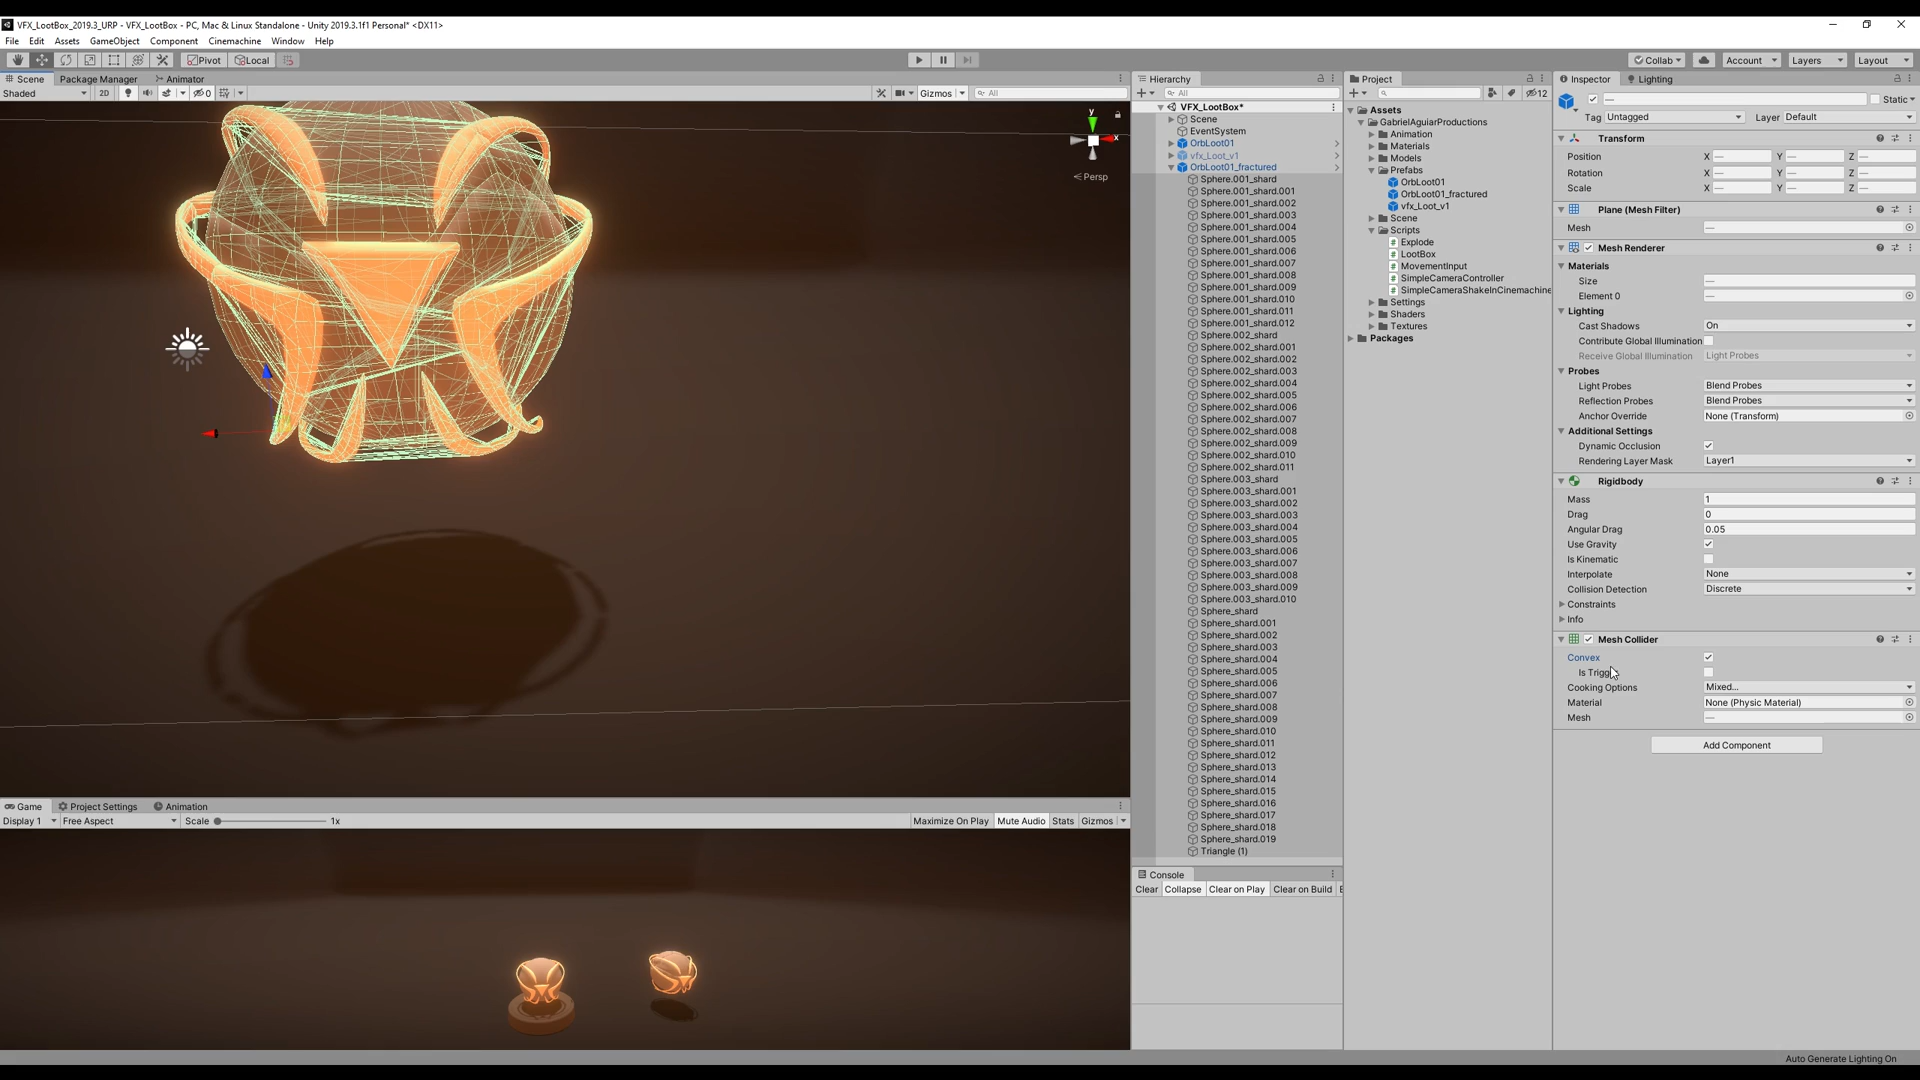 VFX_LootBox_2019.3_URP - VFX_LootBox - PC, Mac & Linux Standalone - Unity 2019.3.1f1 Personal* <DX11>
File Edit Assets GameObject Component Cinemachine Window Help
Pivot Local Collab Account Layers Layout
Scene Package Manager Animator
Shaded 2D 0 Gizmos All
y
x
Persp
Hierarchy
All
VFX_LootBox*
Scene
EventSystem
OrbLoot01
vfx_Loot_v1
OrbLoot01_fractured
Sphere.001_shard
Sphere.001_shard.001
Sphere.001_shard.002
Sphere.001_shard.003
Sphere.001_shard.004
Sphere.001_shard.005
Sphere.001_shard.006
Sphere.001_shard.007
Sphere.001_shard.008
Sphere.001_shard.009
Sphere.001_shard.010
Sphere.001_shard.011
Sphere.001_shard.012
Sphere.002_shard
Sphere.002_shard.001
Sphere.002_shard.002
Sphere.002_shard.003
Sphere.002_shard.004
Sphere.002_shard.005
Sphere.002_shard.006
Sphere.002_shard.007
Sphere.002_shard.008
Sphere.002_shard.009
Sphere.002_shard.010
Sphere.002_shard.011
Sphere.003_shard
Sphere.003_shard.001
Sphere.003_shard.002
Sphere.003_shard.003
Sphere.003_shard.004
Sphere.003_shard.005
Sphere.003_shard.006
Sphere.003_shard.007
Sphere.003_shard.008
Sphere.003_shard.009
Sphere.003_shard.010
Sphere_shard
Sphere_shard.001
Sphere_shard.002
Sphere_shard.003
Sphere_shard.004
Sphere_shard.005
Sphere_shard.006
Sphere_shard.007
Sphere_shard.008
Sphere_shard.009
Sphere_shard.010
Sphere_shard.011
Sphere_shard.012
Sphere_shard.013
Sphere_shard.014
Sphere_shard.015
Sphere_shard.016
Sphere_shard.017
Sphere_shard.018
Sphere_shard.019
Triangle (1)
Project
12
Assets
GabrielAguiarProductions
Animation
Materials
Models
Prefabs
OrbLoot01
OrbLoot01_fractured
vfx_Loot_v1
Scene
Scripts
Explode
LootBox
MovementInput
SimpleCameraController
SimpleCameraShakeInCinemachine
Settings
Shaders
Textures
Packages
Inspector Lighting
— Static
Tag Untagged Layer Default
Transform
Position X — Y — Z —
Rotation X — Y — Z —
Scale X — Y — Z —
Plane (Mesh Filter)
Mesh —
Mesh Renderer
Materials
Size —
Element 0 —
Lighting
Cast Shadows On
Contribute Global Illumination
Receive Global Illumination Light Probes
Probes
Light Probes Blend Probes
Reflection Probes Blend Probes
Anchor Override None (Transform)
Additional Settings
Dynamic Occlusion
Rendering Layer Mask Layer1
Rigidbody
Mass 1
Drag 0
Angular Drag 0.05
Use Gravity
Is Kinematic
Interpolate None
Collision Detection Discrete
Constraints
Info
Mesh Collider
Convex
Is Trigg
Cooking Options Mixed...
Material None (Physic Material)
Mesh —
Add Component
Game Project Settings Animation
Display 1 Free Aspect Scale 1x Maximize On Play Mute Audio Stats Gizmos
Console
Clear Collapse Clear on Play Clear on Build E
Auto Generate Lighting On